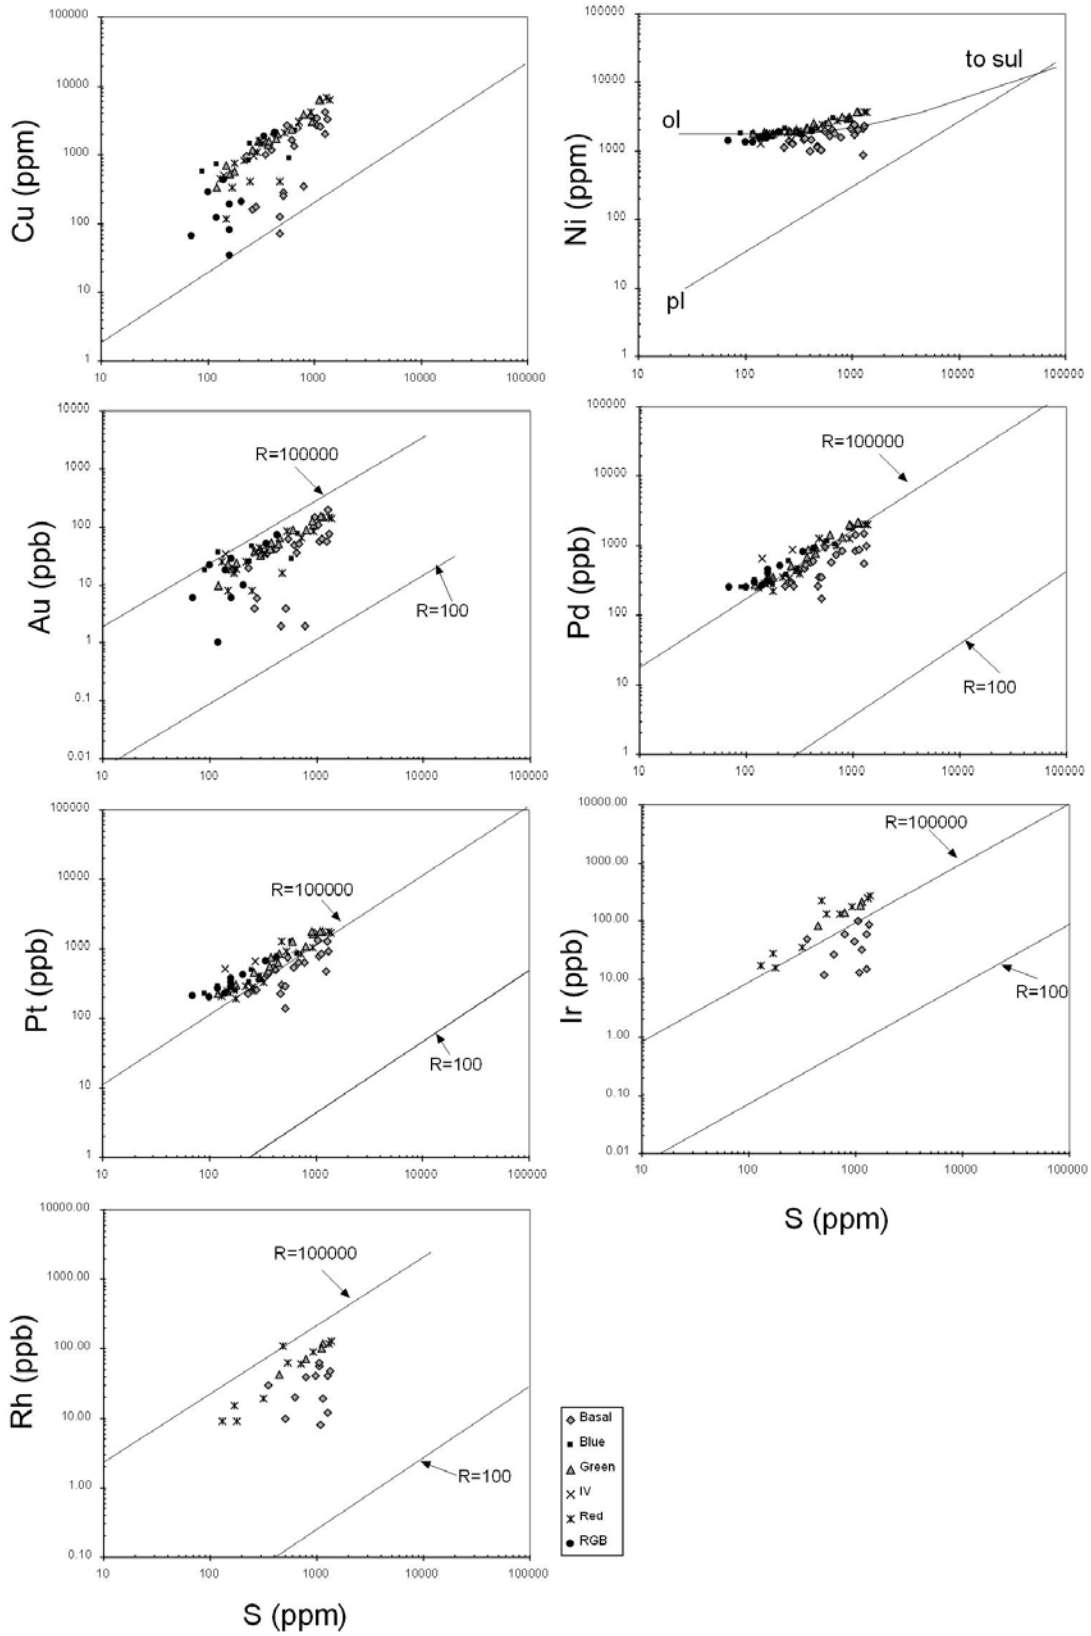 Cu (ppm)
100000
10000
1000
100
10
1
10 100 1000 10000 100000
Ni (ppm)
100000
10000
1000
100
10
1
ol
to sul
pl
10 100 1000 10000 100000
Au (ppb)
10000
1000
100
10
1
0.1
0.01
R=100000
R=100
10 100 1000 10000 100000
Pd (ppb)
100000
10000
1000
100
10
1
R=100000
R=100
10 100 1000 10000 100000
Pt (ppb)
100000
10000
1000
100
10
1
R=100000
R=100
10 100 1000 10000 100000
Ir (ppb)
10000.00
1000.00
100.00
10.00
1.00
0.10
0.01
R=100000
R=100
10 100 1000 10000 100000
S (ppm)
Rh (ppb)
10000.00
1000.00
100.00
10.00
1.00
0.10
R=100000
R=100
10 100 1000 10000 100000
S (ppm)
Basal
Blue
Green
IV
Red
RGB